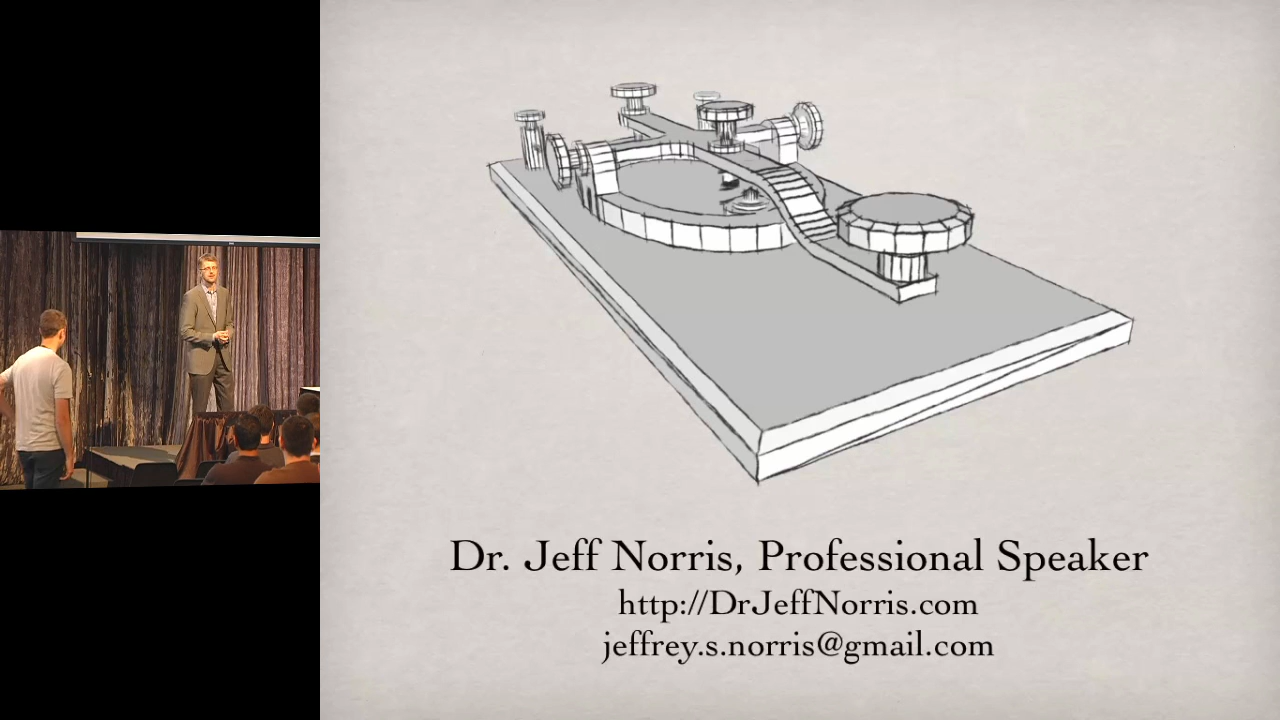 Dr. Jeff Norris, Professional Speaker
http://DrJeffNorris.com
jeffrey.s.norris@gmail.com